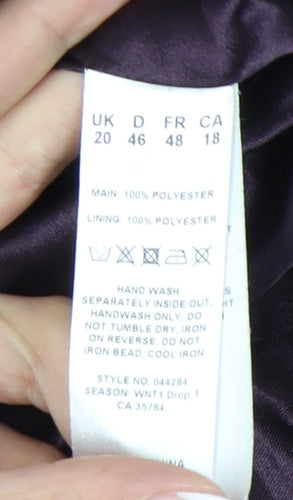 UK D FR CA
20 46 48 18
MAIN: 100% POLYESTER
LINING: 100% POLYESTER
HAND WASH
SEPARATELY INSIDE OUT,
HANDWASH ONLY, DO
NOT TUMBLE DRY, IRON
ON REVERSE, DO NOT
IRON BEAD, COOL IRON
STYLE NO. 044284
SEASON: WNT1 Drop 1
CA 35784